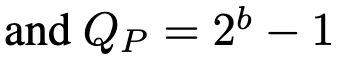 and Q_P = 2^b − 1